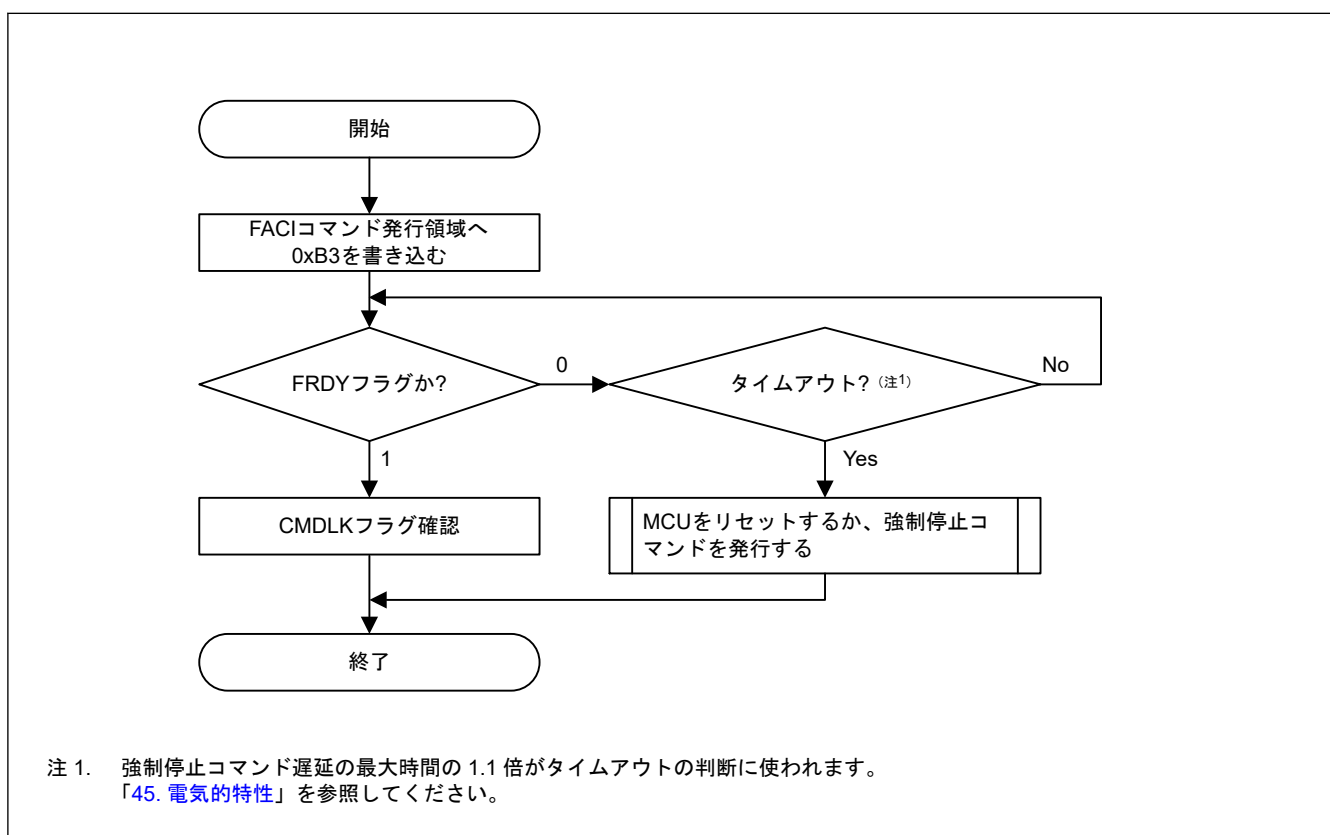 開始
FACIコマンド発行領域へ
0xB3を書き込む
FRDYフラグか?
0
タイムアウト? (注1)
No
1
Yes
CMDLKフラグ確認
MCUをリセットするか、強制停止コ
マンドを発行する
終了
注 1. 強制停止コマンド遅延の最大時間の 1.1 倍がタイムアウトの判断に使われます。
「45. 電気的特性」を参照してください。